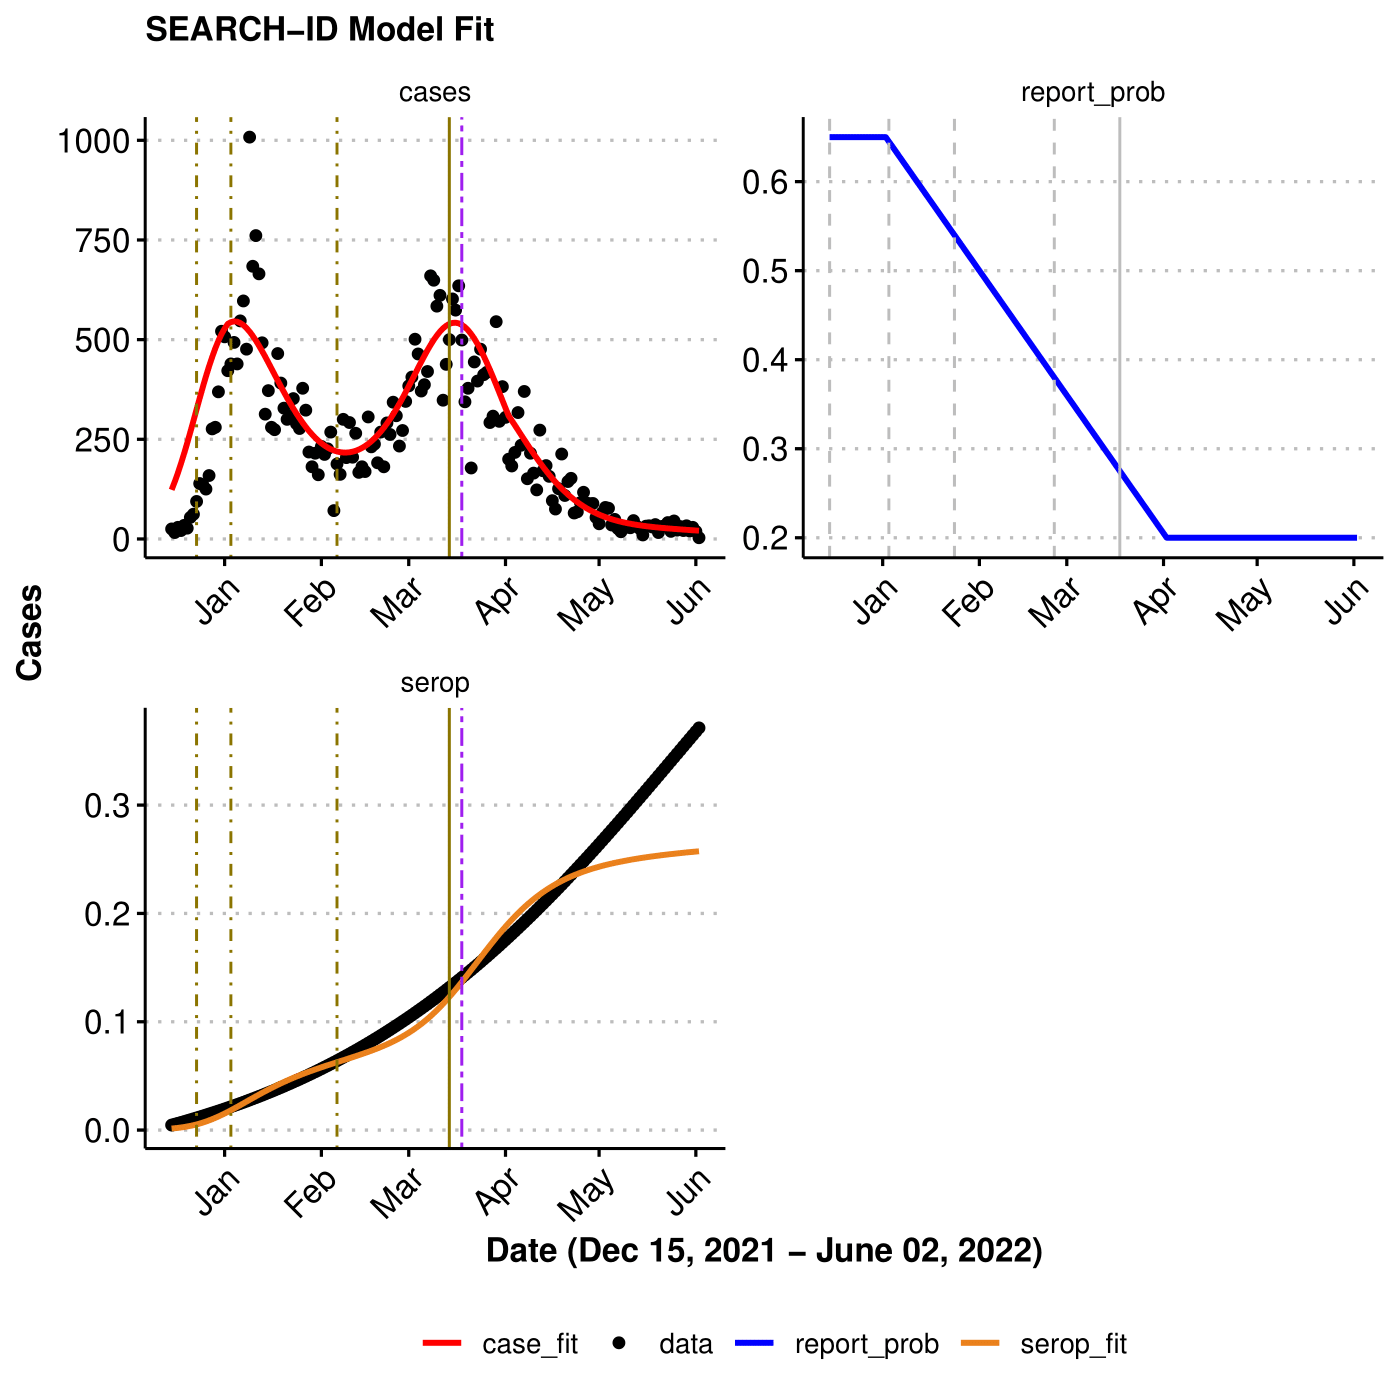 SEARCH−ID Model Fit
cases
report_prob
1000
750
500
250
0
0.6
0.5
0.4
0.3
0.2
Jan Feb Mar Apr May Jun
Jan Feb Mar Apr May Jun
Cases
serop
0.3
0.2
0.1
0.0
Jan Feb Mar Apr May Jun
Date (Dec 15, 2021 − June 02, 2022)
case_fit data report_prob serop_fit